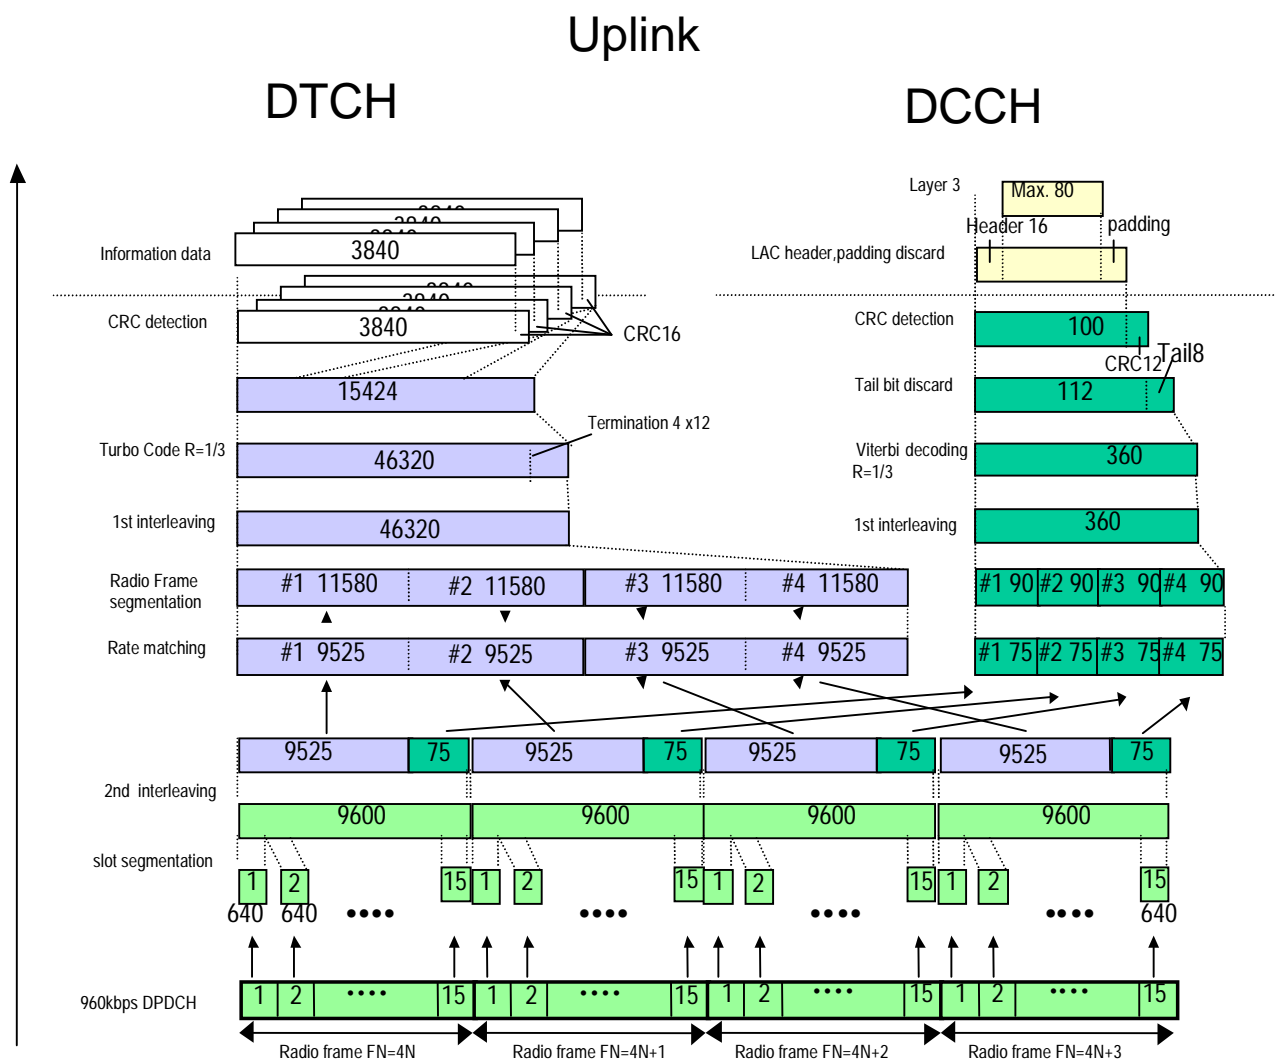 Uplink
DTCH
DCCH
Layer 3
Max. 80
Header 16
padding
3840
3840
3840
Information data
3840
LAC header,padding discard
3840
3840
3840
CRC detection
3840
CRC16
CRC detection
100
CRC12
Tail8
15424
Tail bit discard
112
Termination 4 x12
Turbo Code R=1/3
46320
Viterbi decoding
R=1/3
360
1st interleaving
46320
1st interleaving
360
Radio Frame
segmentation
#1 11580
#2 11580
#3 11580
#4 11580
#1 90
#2 90
#3 90
#4 90
Rate matching
#1 9525
#2 9525
#3 9525
#4 9525
#1 75
#2 75
#3 75
#4 75
9525
75
9525
75
9525
75
9525
75
2nd interleaving
9600
9600
9600
9600
slot segmentation
1
2
15
1
2
15
1
2
15
1
2
15
640
640
••••
••••
••••
••••
640
960kbps DPDCH
1
2
••••
15
1
2
••••
15
1
2
••••
15
1
2
••••
15
Radio frame FN=4N
Radio frame FN=4N+1
Radio frame FN=4N+2
Radio frame FN=4N+3